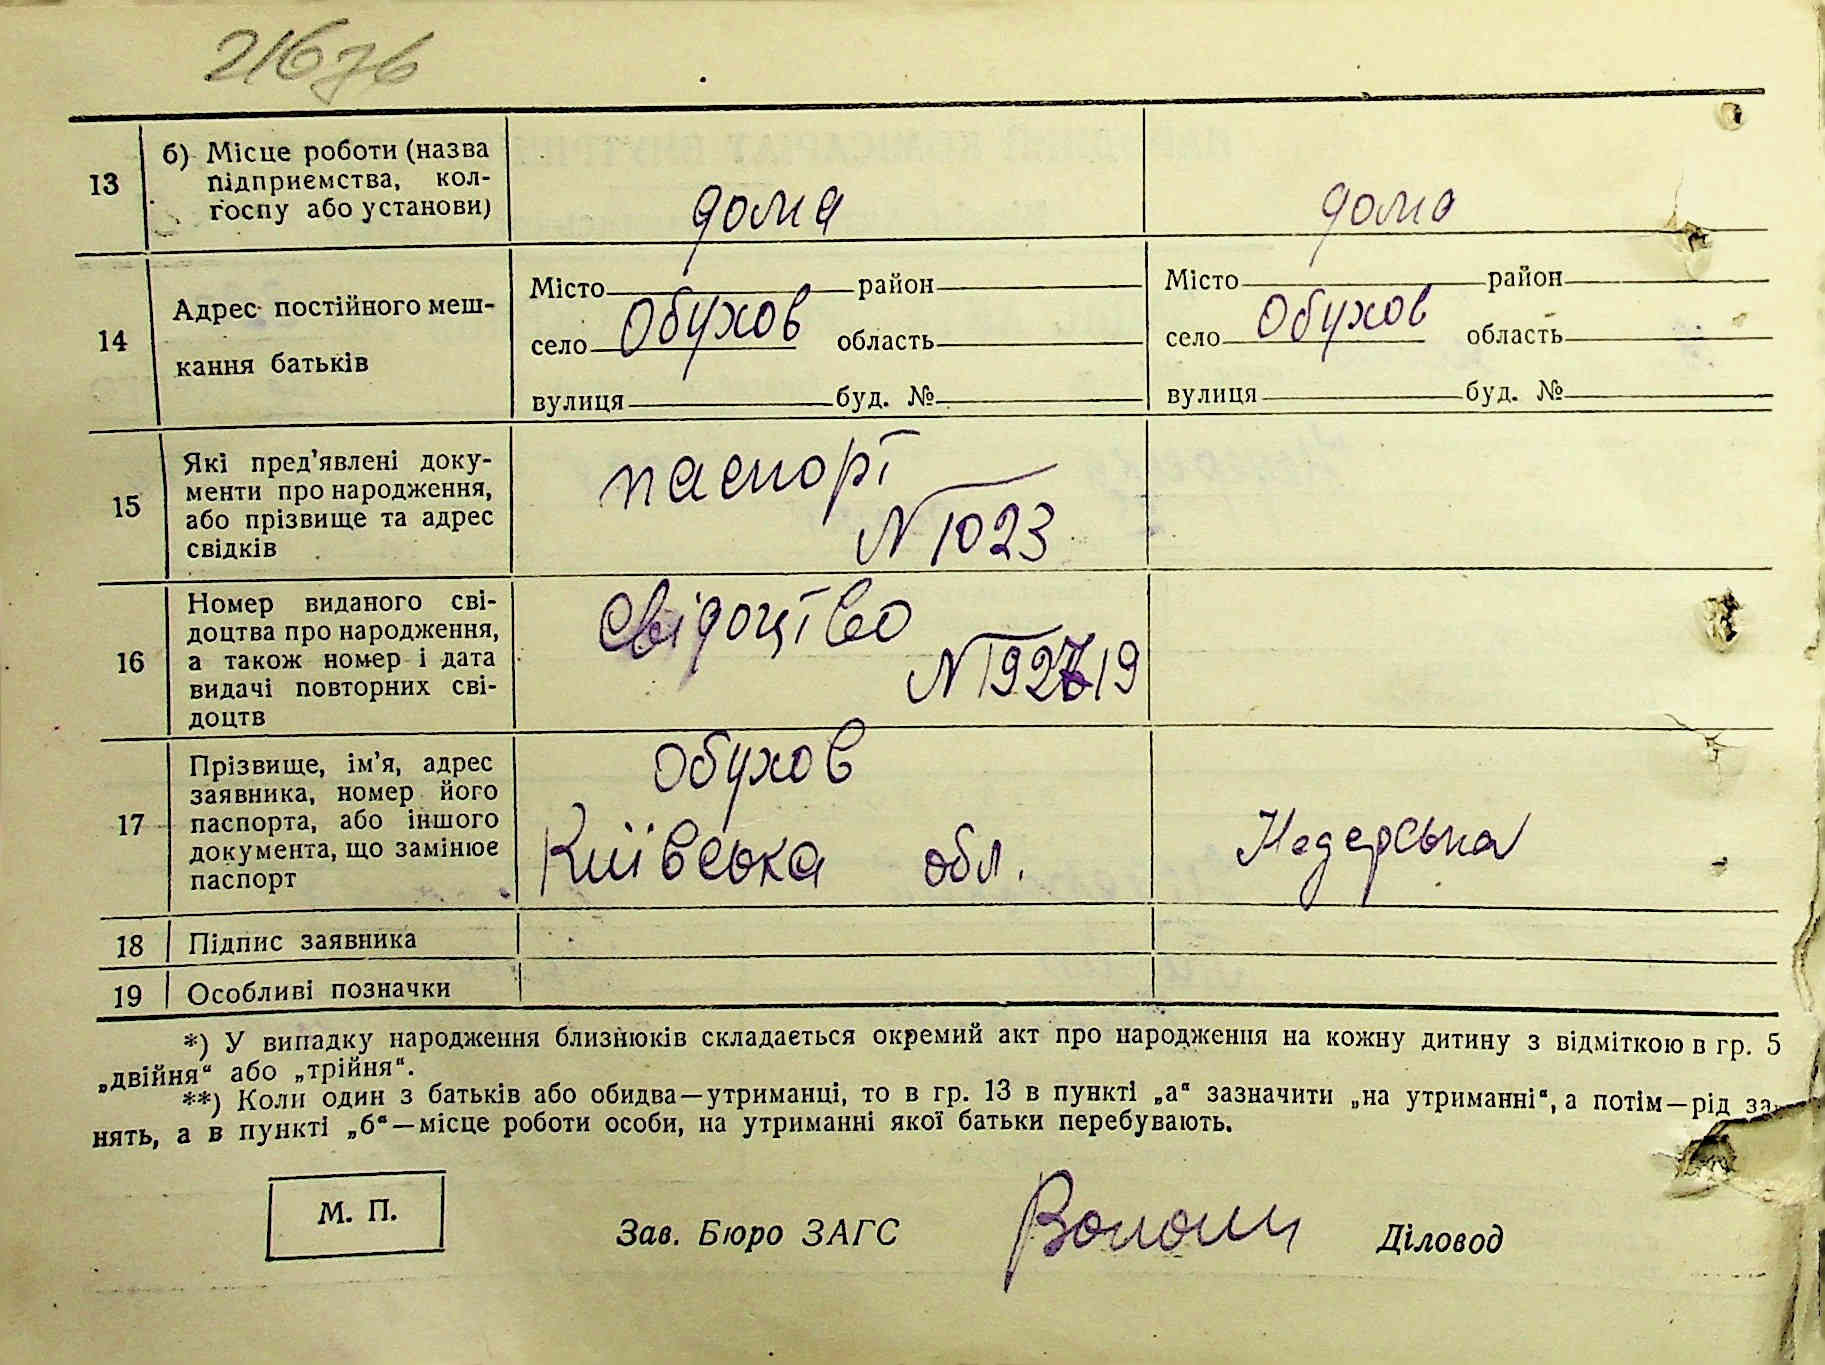 21676
13 б) Місце роботи (назва
підприємства, кол-
госпу або установи)
дома дома
14 Адрес постійного меш-
кання батьків
Місто район Місто район
село Обухов область село Обухов область
вулиця буд. № вулиця буд. №
15 Які пред’явлені доку-
менти про народження,
або прізвище та адрес
свідків
паспорт
N 1023
16 Номер виданого сві-
доцтва про народження,
а також номер і дата
видачі повторних сві-
доцтв
свідоцтво
N 192719
17 Прізвище, ім’я, адрес
заявника, номер його
паспорта, або іншого
документа, що замінює
паспорт
Обухов
Київська обл.
18 Підпис заявника
19 Особливі позначки
*) У випадку народження близнюків складається окремий акт про народження на кожну дитину з відміткою в гр. 5
„двійня“ або „трійня“.
**) Коли один з батьків або обидва—утриманці, то в гр. 13 в пункті „а“ зазначити „на утриманні“, а потім—рід за-
нять, а в пункті „б“—місце роботи особи, на утриманні якої батьки перебувають.
М. П.
Зав. Бюро ЗАГС Діловод